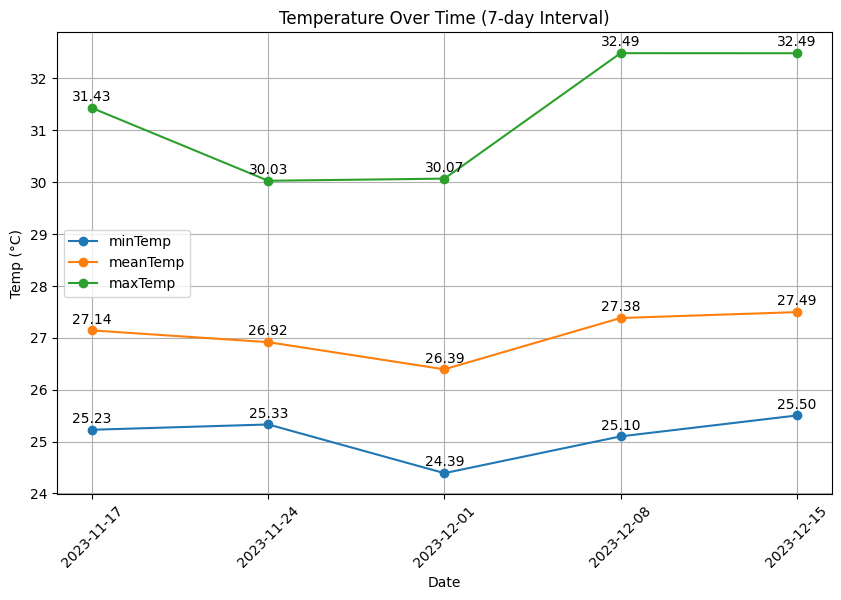 Temperature Over Time (7-day Interval)
32.49 32.49
32
31.43
31
30.03 30.07
30
29
Temp (°C)
minTemp
meanTemp
maxTemp
28
27.14 26.92 26.39 27.38 27.49
27
26
25.23 25.33 24.39 25.10 25.50
25
24
2023-11-17 2023-11-24 2023-12-01 2023-12-08 2023-12-15
Date